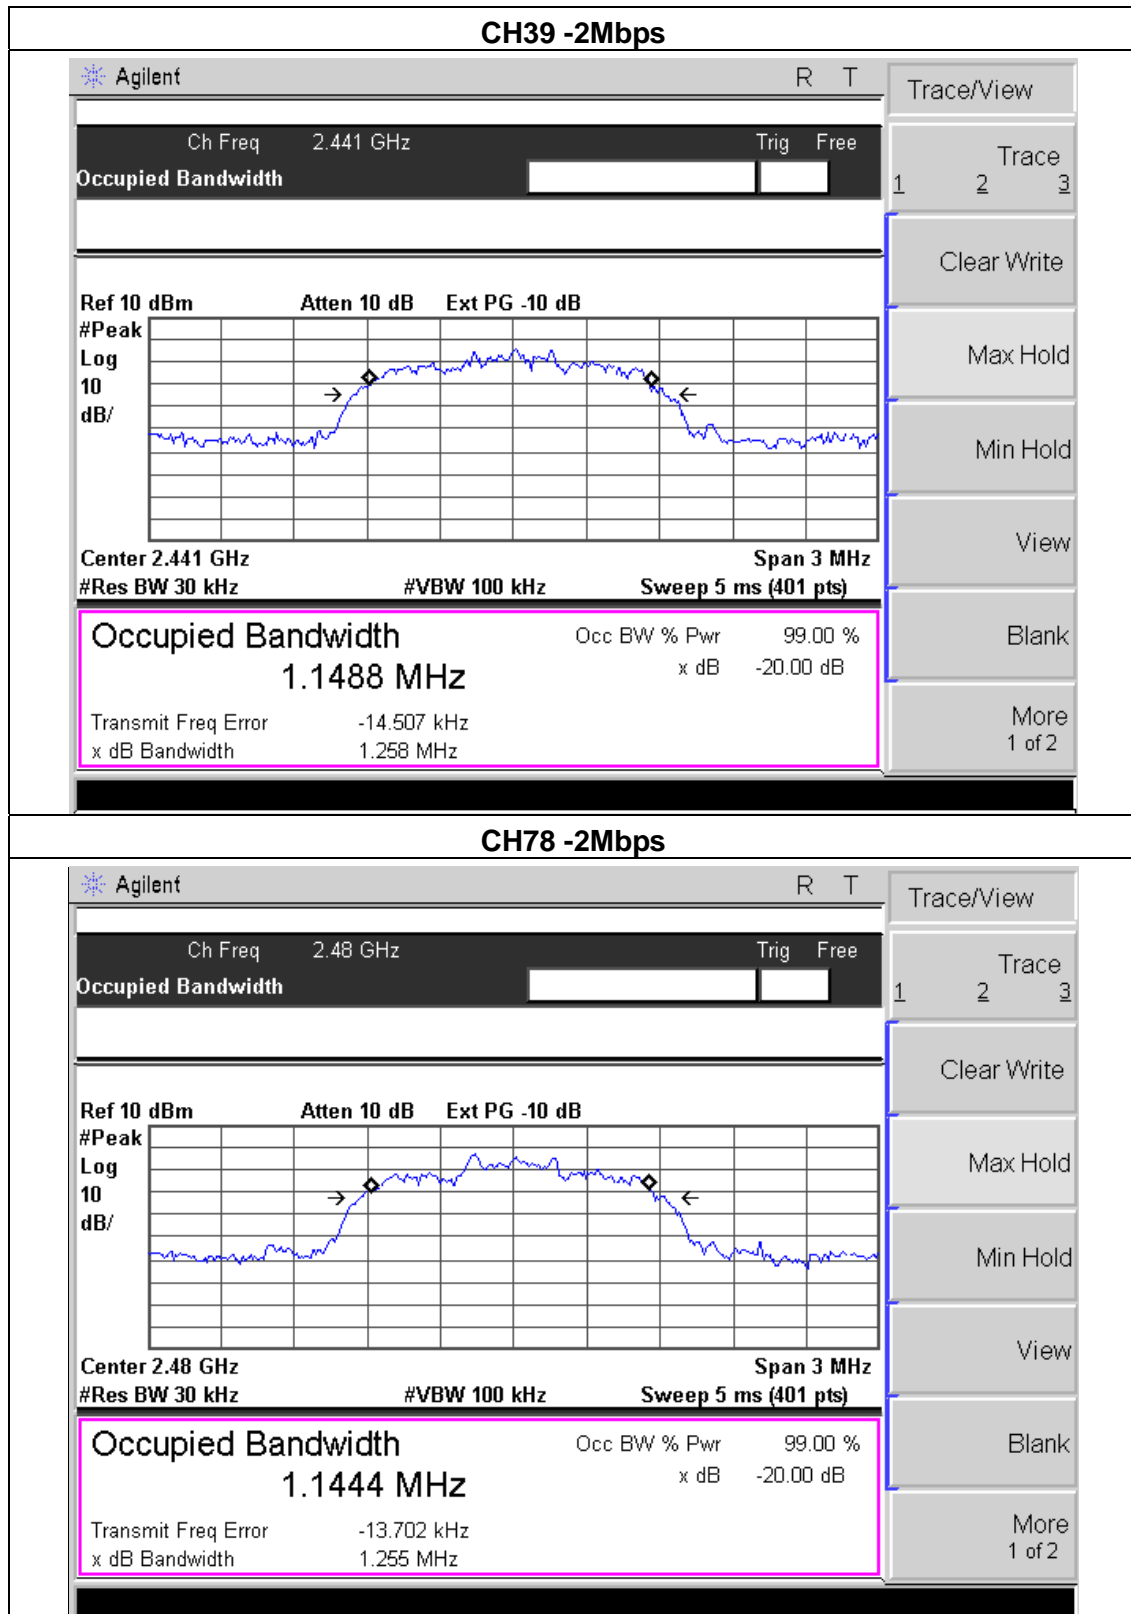 CH39 -2Mbps
Agilent R T
Trace/View
Ch Freq 2.441 GHz Trig Free
Occupied Bandwidth
Trace
1 2 3
Clear Write
Ref 10 dBm Atten 10 dB Ext PG -10 dB
#Peak
Log
10
dB/
Max Hold
Min Hold
View
Center 2.441 GHz Span 3 MHz
#Res BW 30 kHz #VBW 100 kHz Sweep 5 ms (401 pts)
Occupied Bandwidth Occ BW % Pwr 99.00 %
1.1488 MHz x dB -20.00 dB
Blank
Transmit Freq Error -14.507 kHz
x dB Bandwidth 1.258 MHz
More
1 of 2
CH78 -2Mbps
Agilent R T
Trace/View
Ch Freq 2.48 GHz Trig Free
Occupied Bandwidth
Trace
1 2 3
Clear Write
Ref 10 dBm Atten 10 dB Ext PG -10 dB
#Peak
Log
10
dB/
Max Hold
Min Hold
View
Center 2.48 GHz Span 3 MHz
#Res BW 30 kHz #VBW 100 kHz Sweep 5 ms (401 pts)
Occupied Bandwidth Occ BW % Pwr 99.00 %
1.1444 MHz x dB -20.00 dB
Blank
Transmit Freq Error -13.702 kHz
x dB Bandwidth 1.255 MHz
More
1 of 2